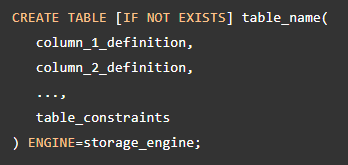 CREATE TABLE [IF NOT EXISTS] table_name(
column_1_definition,
column_2_definition,
...,
table_constraints
) ENGINE=storage_engine;